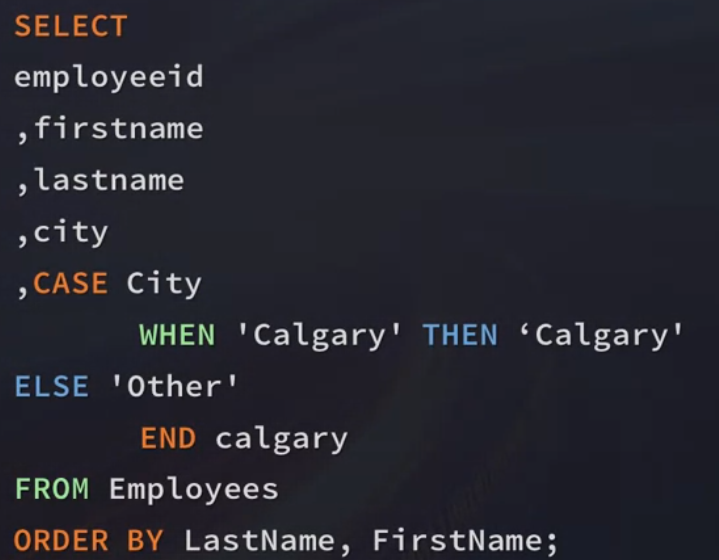 SELECT
employeeid
,firstname
,lastname
,city
,CASE City
WHEN 'Calgary' THEN ‘Calgary'
ELSE 'Other'
END calgary
FROM Employees
ORDER BY LastName, FirstName;